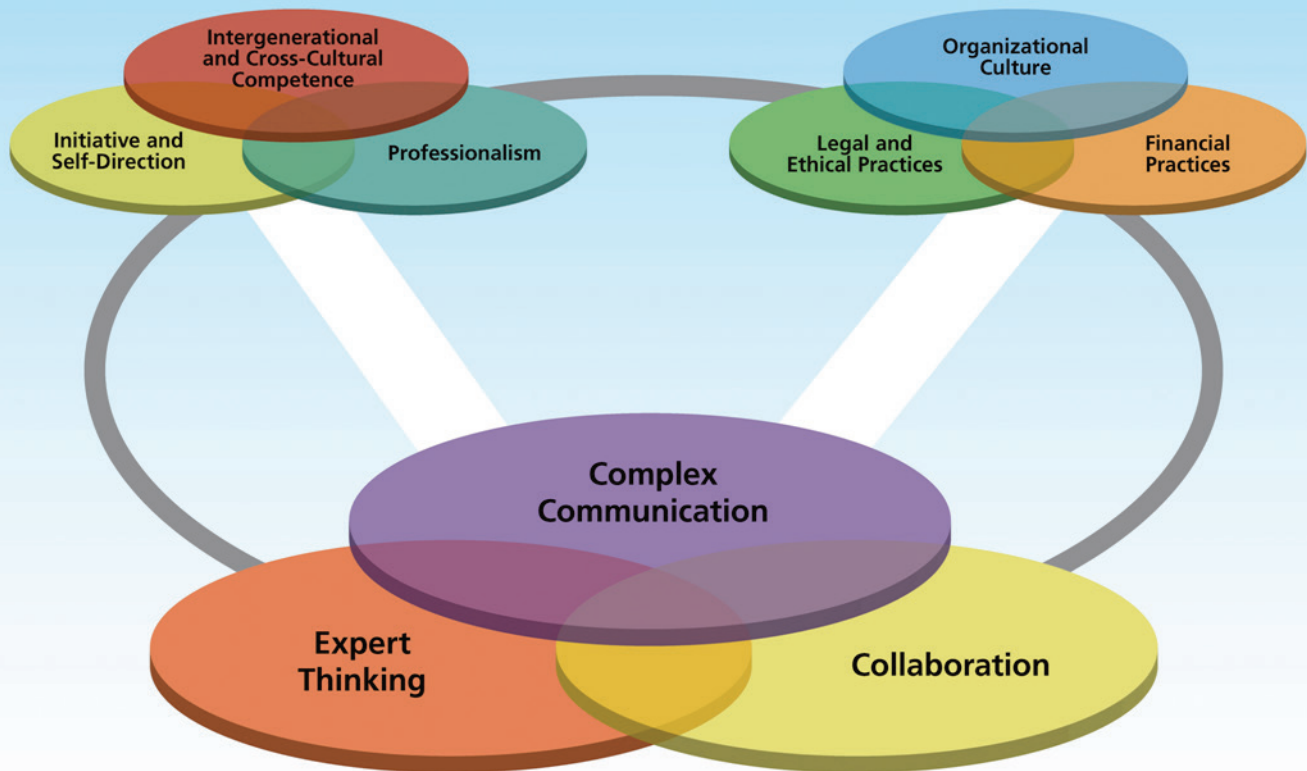 Intergenerational
and Cross-Cultural
Competence
Initiative and
Self-Direction
Professionalism
Organizational
Culture
Legal and
Ethical Practices
Financial
Practices
Complex
Communication
Expert
Thinking
Collaboration